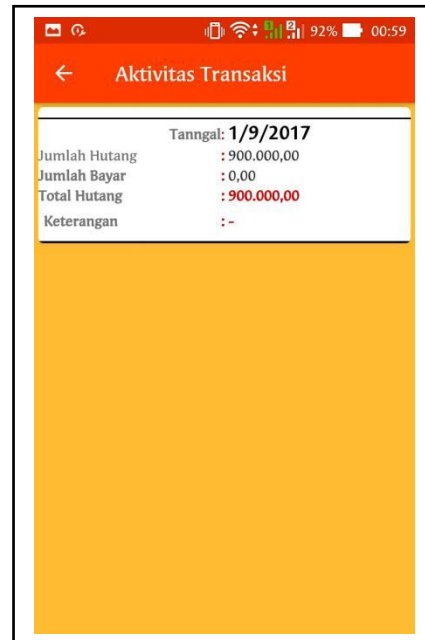 92% 00:59
Aktivitas Transaksi
Tanngal: 1/9/2017
Jumlah Hutang : 900.000,00
Jumlah Bayar : 0,00
Total Hutang : 900.000,00
Keterangan : -